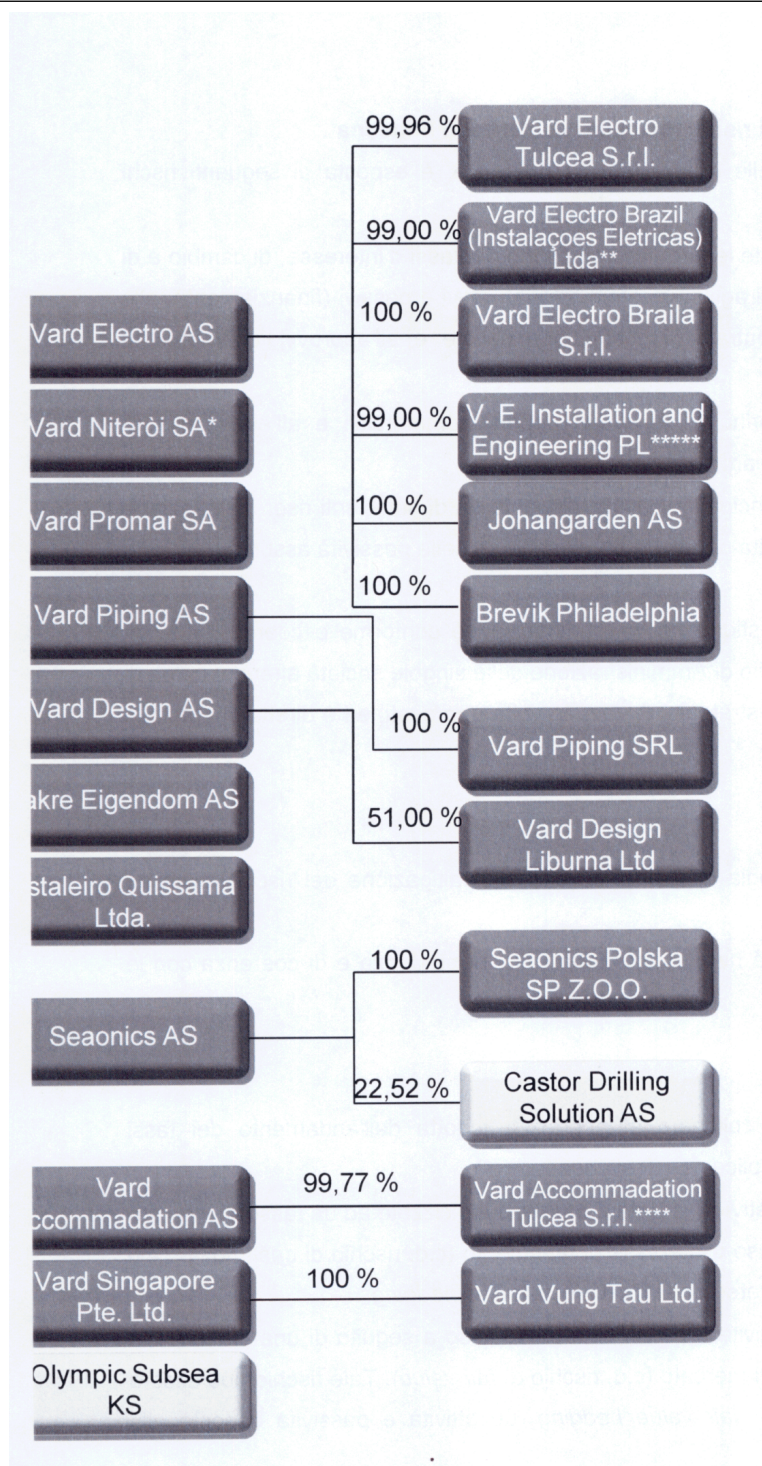 99,96 %
Vard Electro
Tulcea S.r.l.
99,00 %
Vard Electro Brazil
(Instalaçoes Eletricas)
Ltda**
Vard Electro AS
100 %
Vard Electro Braila
S.r.l.
Vard Niteròi SA*
99,00 %
V. E. Installation and
Engineering PL*****
Vard Promar SA
100 %
Johangarden AS
100 %
Brevik Philadelphia
Vard Piping AS
Vard Design AS
100 %
Vard Piping SRL
akre Eigendom AS
51,00 %
Vard Design
Liburna Ltd
staleiro Quissama
Ltda.
100 %
Seaonics Polska
SP.Z.O.O.
Seaonics AS
22,52 %
Castor Drilling
Solution AS
Vard
ccommadation AS
99,77 %
Vard Accommadation
Tulcea S.r.l.****
Vard Singapore
Pte. Ltd.
100 %
Vard Vung Tau Ltd.
Olympic Subsea
KS